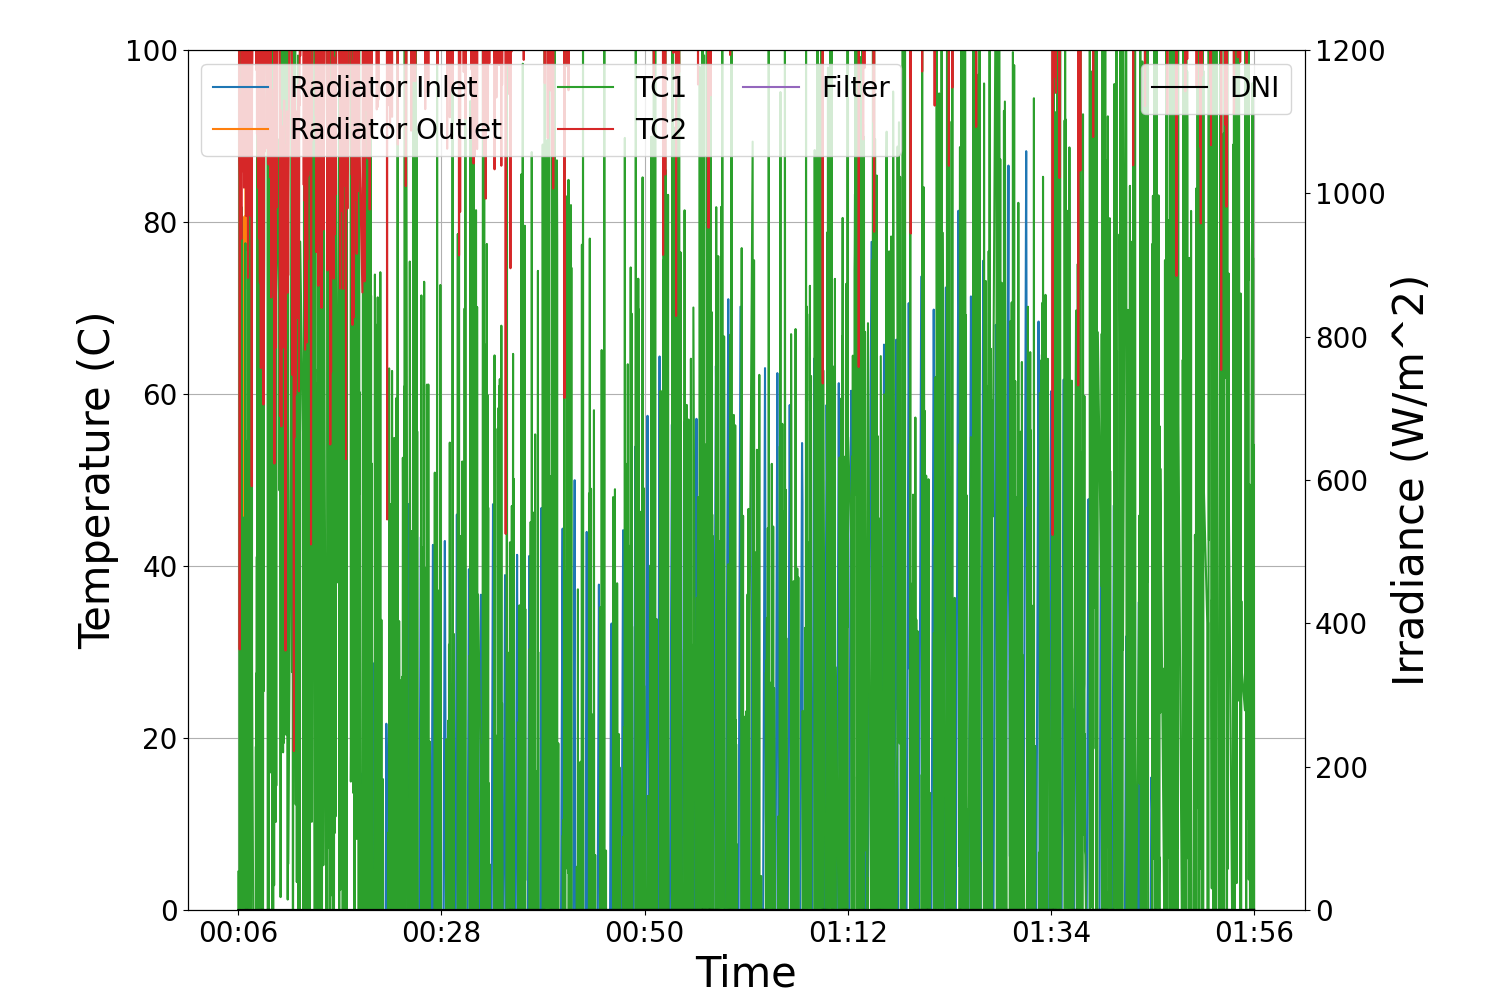 100
80
60
40
20
0
Temperature (C)
Radiator Inlet
Radiator Outlet
TC1
TC2
Filter
DNI
1200
1000
800
600
400
200
0
Irradiance (W/m^2)
00:06 00:28 00:50 01:12 01:34 01:56
Time